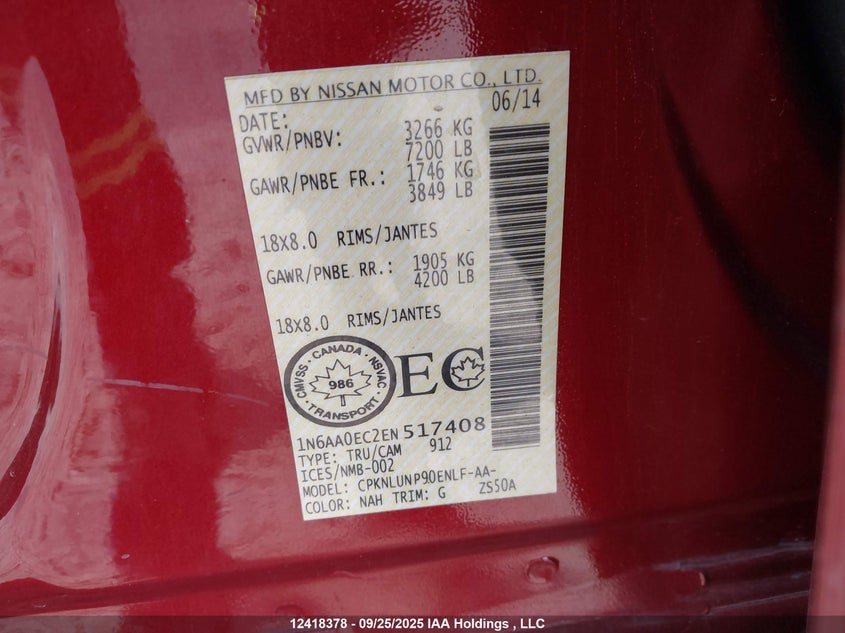 MFD BY NISSAN MOTOR CO., LTD.
DATE: 06/14
GVWR/PNBV: 3266 KG
7200 LB
GAWR/PNBE FR.: 1746 KG
3849 LB
18X8.0 RIMS/JANTES
GAWR/PNBE RR.: 1905 KG
4200 LB
18X8.0 RIMS/JANTES
CANADA
CMVSS NSVAC
986
TRANSPORT
EC
1N6AA0EC2EN517408
TYPE: TRU/CAM 912
ICES/NMB-002
MODEL: CPKNLUNP90ENLF-AA-
COLOR: NAH TRIM: G ZS50A
12418378 - 09/25/2025 IAA Holdings , LLC